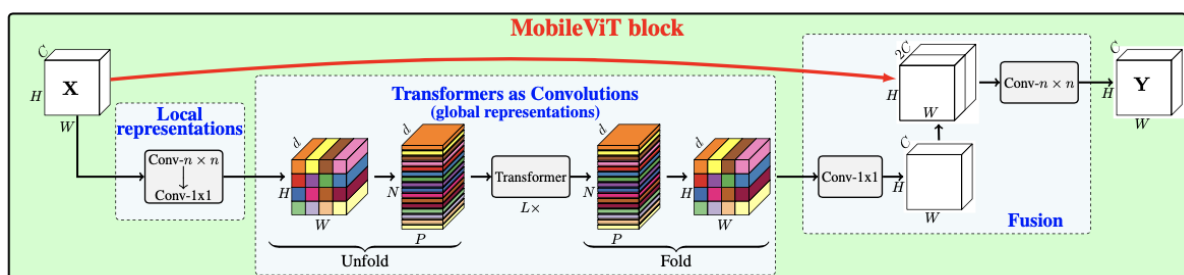 MobileViT block
C
X
H
W
Local
representations
Conv-n × n
Conv-1x1
Transformers as Convolutions
(global representations)
d
H
W
d
N
P
Unfold
Transformer
L×
d
N
P
d
H
W
Fold
Conv-1x1
C
H
W
2C
H
W
Conv-n × n
Fusion
C
H
Y
W